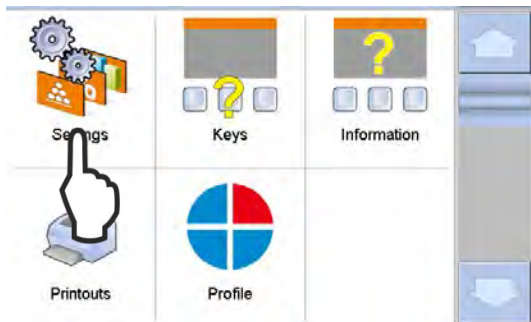 Settings
Keys
Information
Printouts
Profile